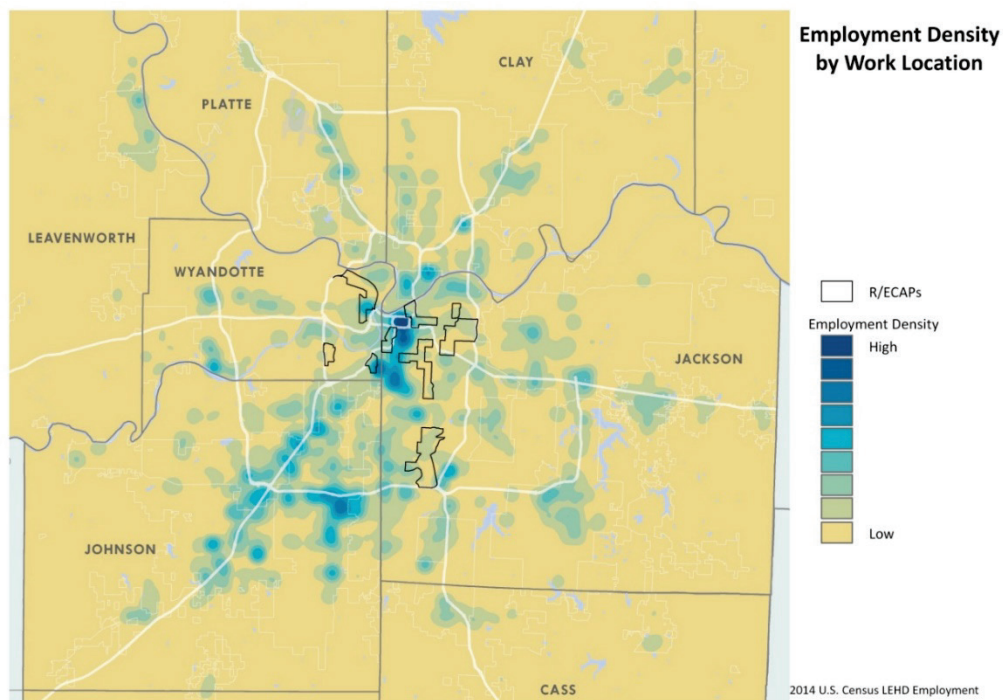 Employment Density
by Work Location
CLAY
PLATTE
LEAVENWORTH
WYANDOTTE
JACKSON
JOHNSON
CASS
R/ECAPs
Employment Density
High
Low
2014 U.S. Census LEHD Employment